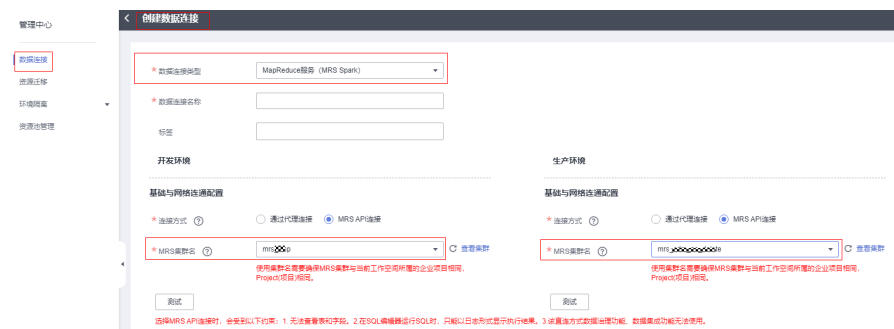 管理中心
创建数据连接
数据连接
资源迁移
环境隔离
资源池管理
* 数据连接类型
MapReduce服务 (MRS Spark)
* 数据连接名称
标签
开发环境
生产环境
基础与网络连通配置
基础与网络连通配置
* 连接方式 通过代理连接 MRS API连接
* 连接方式 通过代理连接 MRS API连接
* MRS集群名 查看集群
* MRS集群名 查看集群
使用集群名需要确保MRS集群与当前工作空间所属的企业项目相同、
Project(项目)相同。
使用集群名需要确保MRS集群与当前工作空间所属的企业项目相同、
Project(项目)相同。
测试
测试
选择MRS API连接时，会受到以下约束：1. 无法查看表和字段。2.在SQL编辑器运行SQL时，只能以日志形式显示执行结果。3.该直连方式数据治理功能、数据集成功能无法使用。